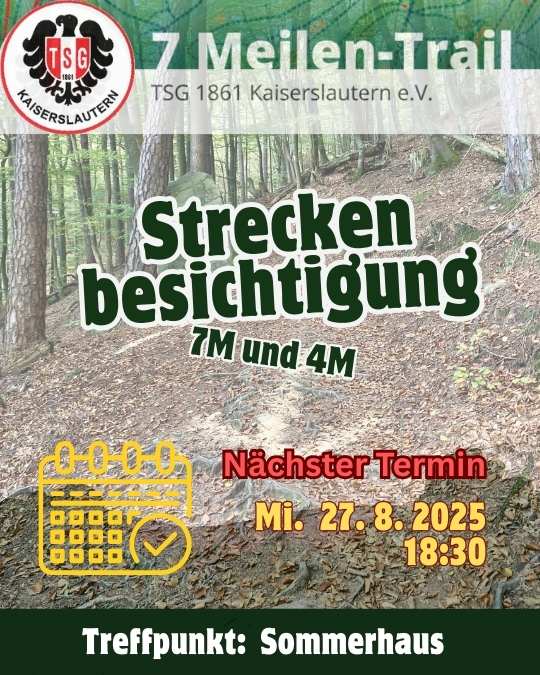 TSG
1861
KAISERSLAUTERN
7 Meilen-Trail
TSG 1861 Kaiserslautern e.V.
Strecken
besichtigung
7M und 4M
Nächster Termin
Mi. 27. 8. 2025
18:30
Treffpunkt: Sommerhaus